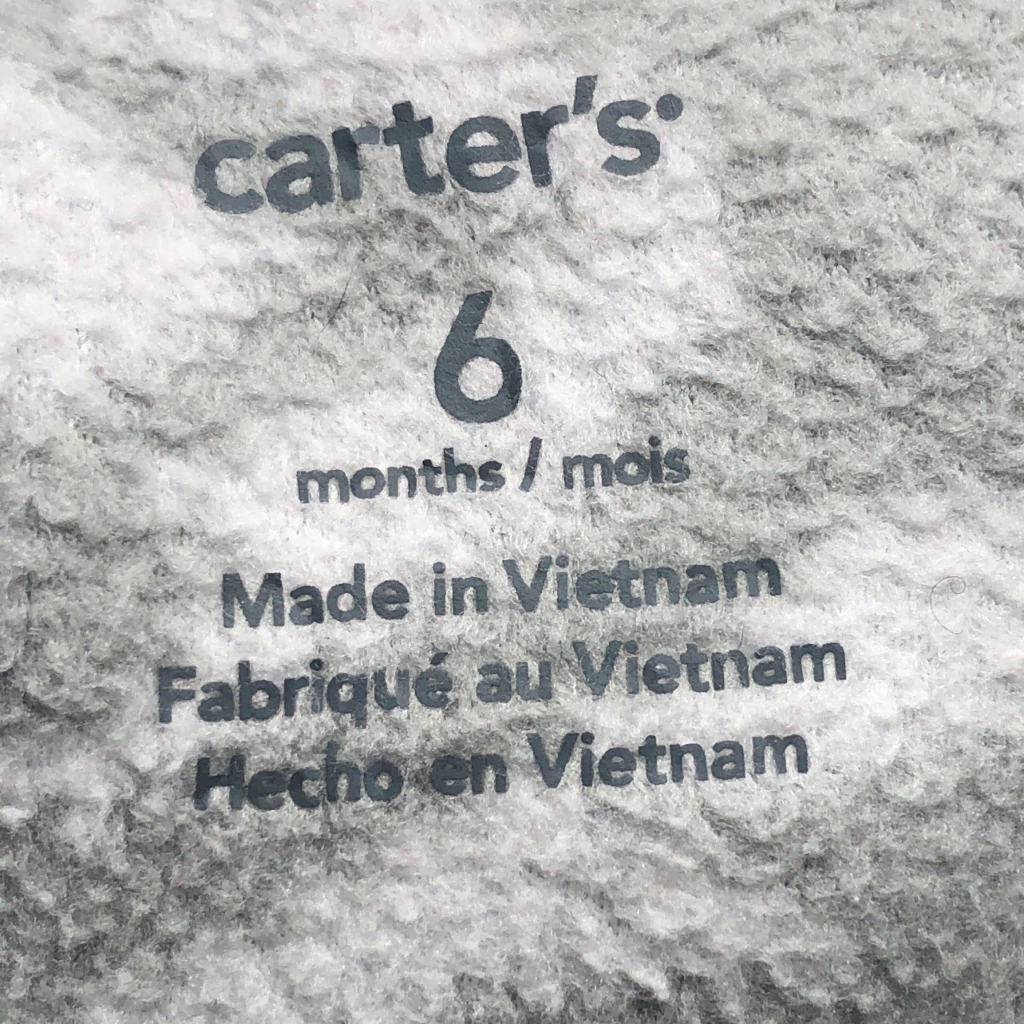 carter's
6
months / mois
Made in Vietnam
Fabriqué au Vietnam
Hecho en Vietnam